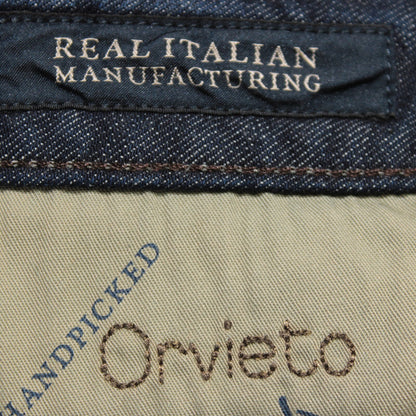 REAL ITALIAN
MANUFACTURING
HANDPICKED
Orvieto